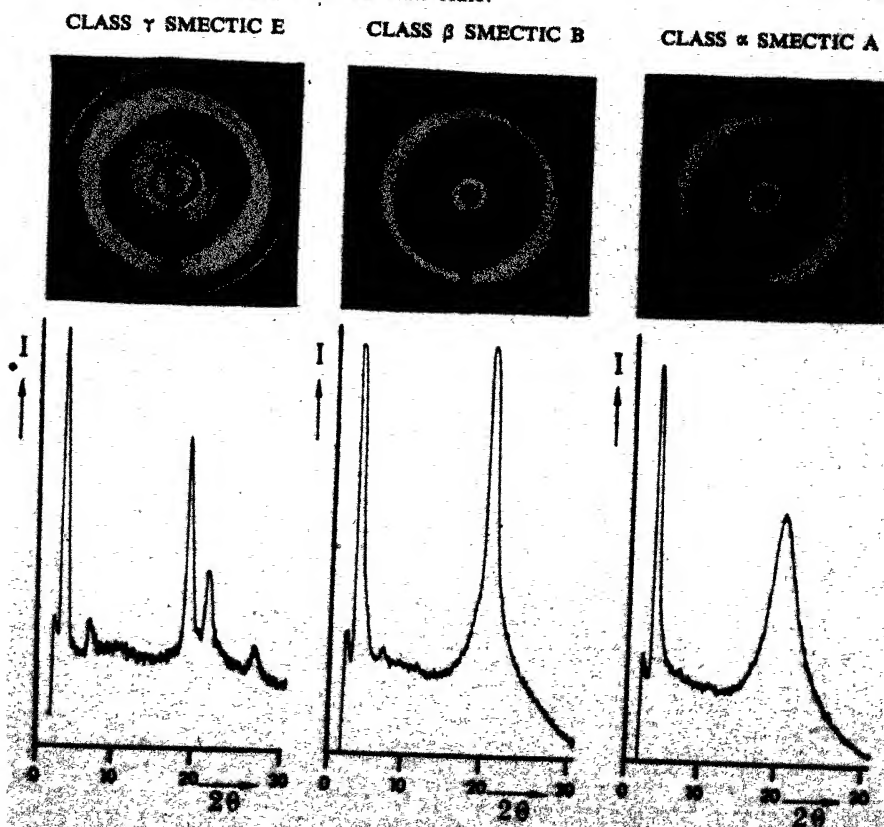 CLASS γ SMECTIC E
CLASS β SMECTIC B
CLASS α SMECTIC A
I
I
I
0 10 20 30
2θ
0 10 20 30
2θ
0 10 20 30
2θ